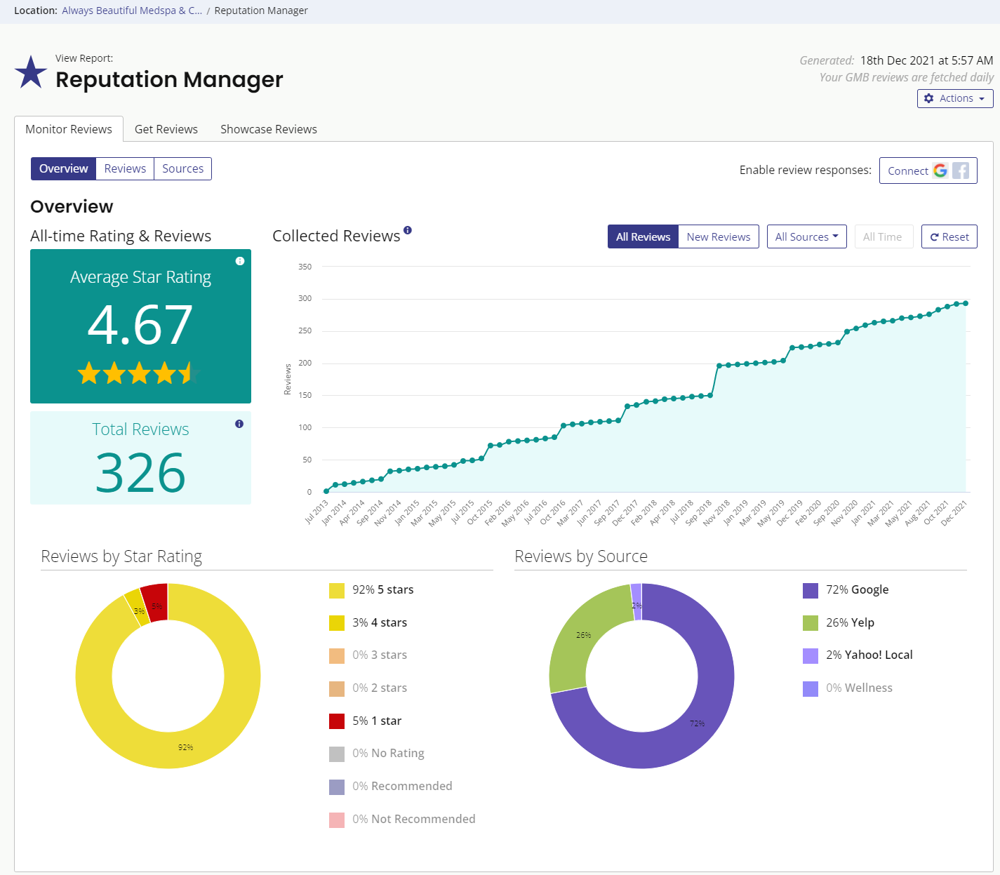 Location: Always Beautiful Medspa & C... / Reputation Manager
View Report:
Reputation Manager
Generated: 18th Dec 2021 at 5:57 AM
Your GMB reviews are fetched daily
Actions
Monitor Reviews Get Reviews Showcase Reviews
Overview Reviews Sources
Enable review responses: Connect
Overview
All-time Rating & Reviews
Average Star Rating
4.67
Total Reviews
326
Collected Reviews
All Reviews New Reviews All Sources All Time Reset
Reviews
350
300
250
200
150
100
50
0
Jul 2013 Jan 2014 Apr 2014 Sep 2014 Nov 2014 Jan 2015 Mar 2015 May 2015 Jul 2015 Oct 2015 Feb 2016 May 2016 Jul 2016 Oct 2016 Mar 2017 Jun 2017 Sep 2017 Dec 2017 Feb 2018 Apr 2018 Jul 2018 Sep 2018 Nov 2018 Jan 2019 Mar 2019 May 2019 Dec 2019 Feb 2020 Sep 2020 Nov 2020 Jan 2021 Mar 2021 May 2021 Aug 2021 Oct 2021 Dec 2021
Reviews by Star Rating
3%
5%
92%
92% 5 stars
3% 4 stars
0% 3 stars
0% 2 stars
5% 1 star
0% No Rating
0% Recommended
0% Not Recommended
Reviews by Source
2%
26%
72%
72% Google
26% Yelp
2% Yahoo! Local
0% Wellness